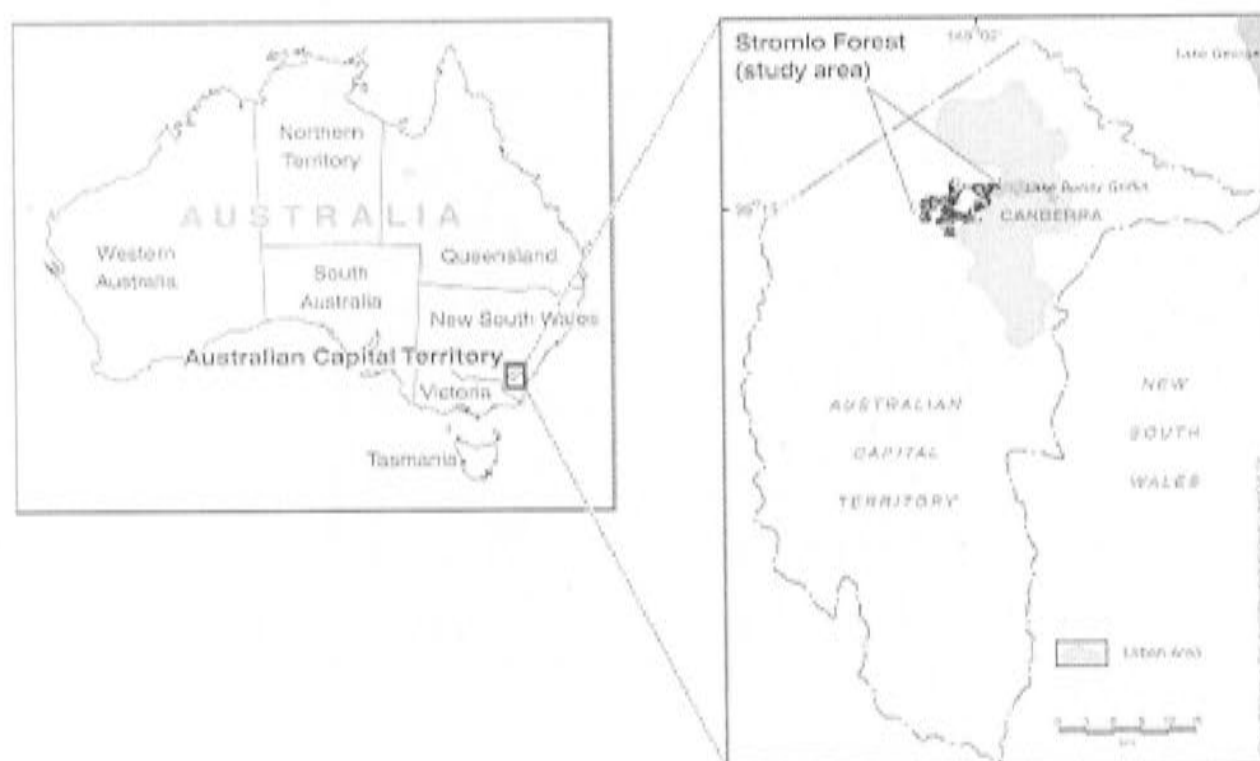 Northern
Territory
AUSTRALIA
Western
Australia
Queensland
South
Australia
New South Wales
Australian Capital Territory
Victoria
Tasmania
Stromlo Forest
(study area)
Lake
CANBERRA
AUSTRALIAN
CAPITAL
TERRITORY
NEW
SOUTH
WALES
Area